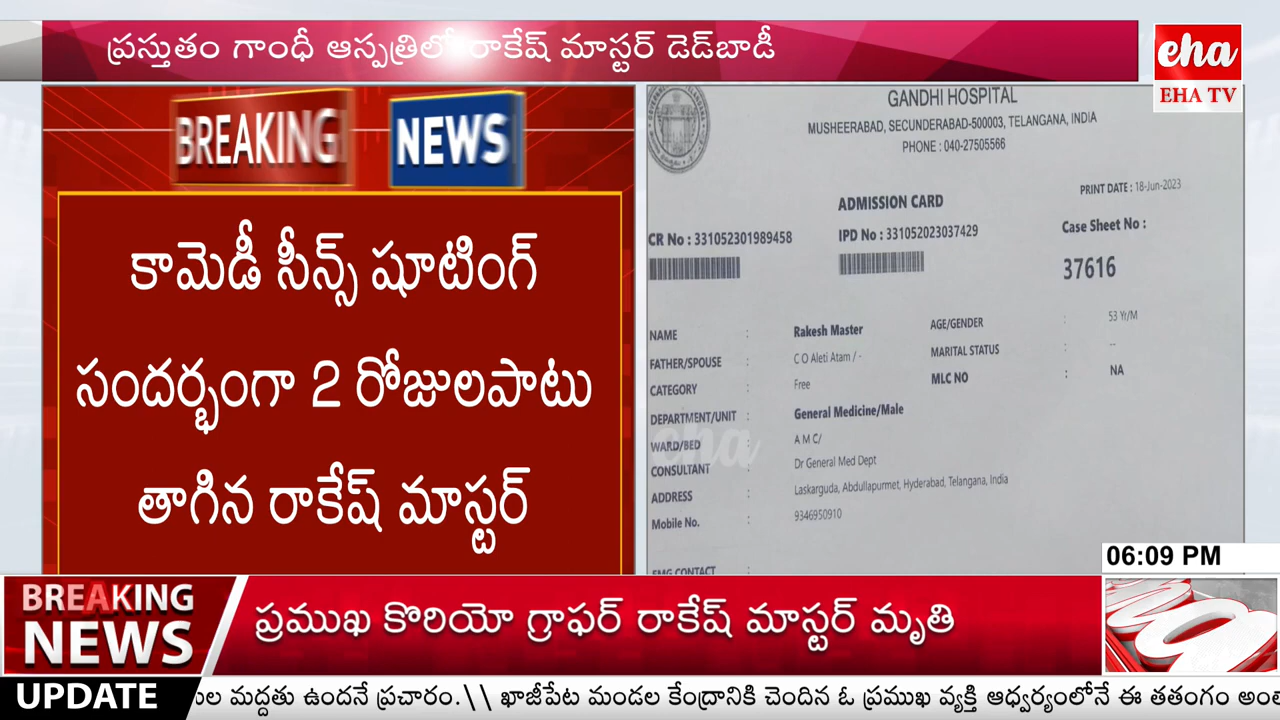 ప్రస్తుతం గాంధీ ఆస్పత్రిలో రాకేష్ మాస్టర్ డెడ్‌బాడీ
eha
EHA TV
BREAKING NEWS
కామెడీ సీన్స్ షూటింగ్
సందర్భంగా 2 రోజులపాటు
తాగిన రాకేష్ మాస్టర్
GANDHI HOSPITAL
MUSHEERABAD, SECUNDERABAD-500003, TELANGANA, INDIA
PHONE : 040-27505566
PRINT DATE : 18-Jun-2023
ADMISSION CARD
CR No : 331052301989458 IPD No : 331052023037429 Case Sheet No :
37616
NAME : Rakesh Master AGE/GENDER : 53 Yr/M
FATHER/SPOUSE : C O Aleti Atam / - MARITAL STATUS : --
CATEGORY : Free MLC NO : NA
DEPARTMENT/UNIT : General Medicine/Male
WARD/BED : A M C/
CONSULTANT : Dr General Med Dept
ADDRESS : Laskarguda, Abdullapurmet, Hyderabad, Telangana, India
Mobile No. : 9346950910
EMG CONTACT :
eha
06:09 PM
BREAKING
NEWS
ప్రముఖ కొరియో గ్రాఫర్ రాకేష్ మాస్టర్ మృతి
UPDATE
మద్దతు ఉందనే ప్రచారం.\\ ఖాజీపేట మండల కేంద్రానికి చెందిన ఓ ప్రముఖ వ్యక్తి ఆధ్వర్యంలోనే ఈ తతంగం